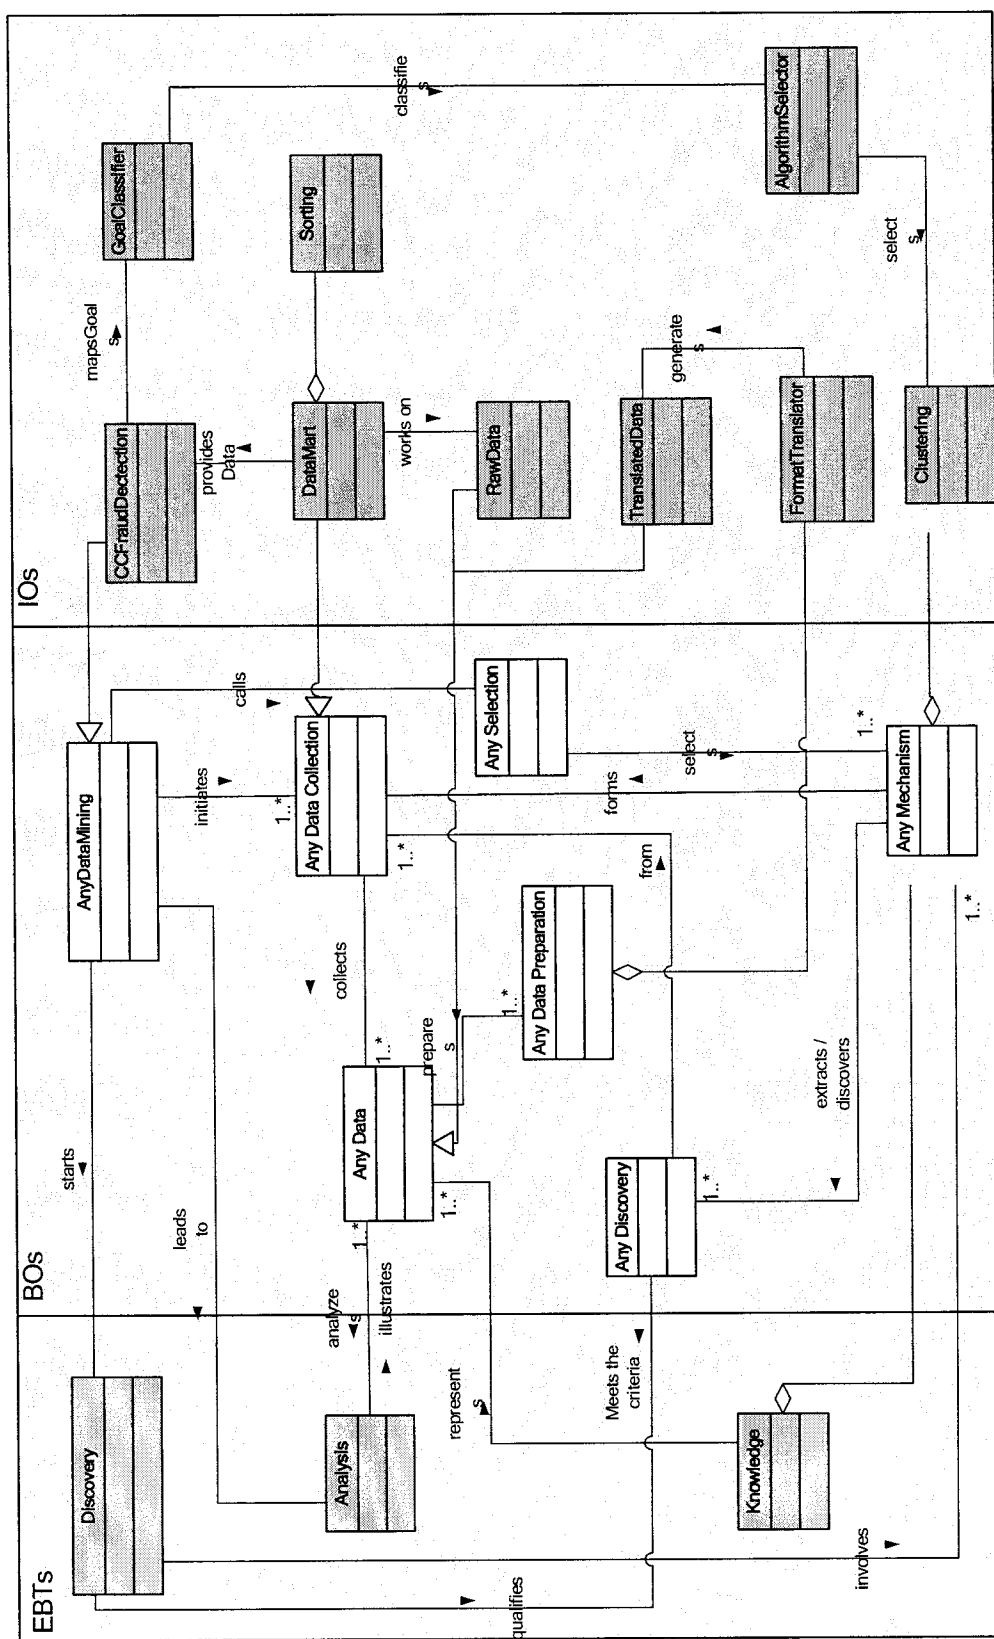 EBTs
BOs
IOs
Discovery
starts
AnyDataMining
CCFraudDectection
mapsGoal
s
GoalClassifier
classifie
s
leads
to
initiates
1..*
calls
provides
Data
Analysis
analyze
s
illustrates
1..*
Any Data
1..*
1..*
collects
Any Data Collection
1..*
DataMart
Sorting
works on
RawData
represent
s
prepare
s
1..*
Any Data Preparation
Any Selection
from
forms
select
s
1..*
TranslatedData
generate
s
FormatTranslator
qualifies
Meets the
criteria
Any Discovery
1..*
extracts /
discovers
Any Mechanism
1..*
Knowledge
involves
AlgorithmSelector
select
s
Clustering